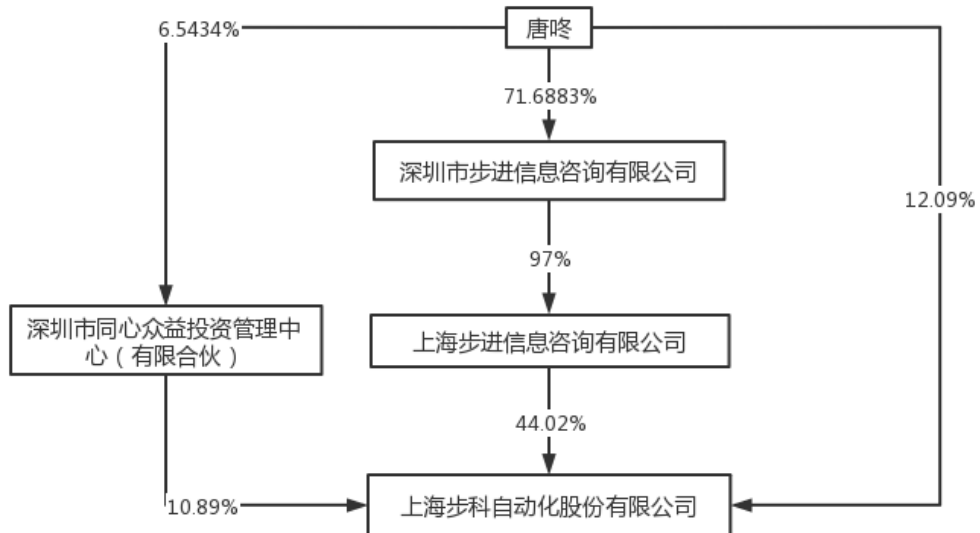 唐咚
6.5434%
71.6883%
深圳市步进信息咨询有限公司
12.09%
97%
深圳市同心众益投资管理中
心（有限合伙）
上海步进信息咨询有限公司
44.02%
10.89%
上海步科自动化股份有限公司